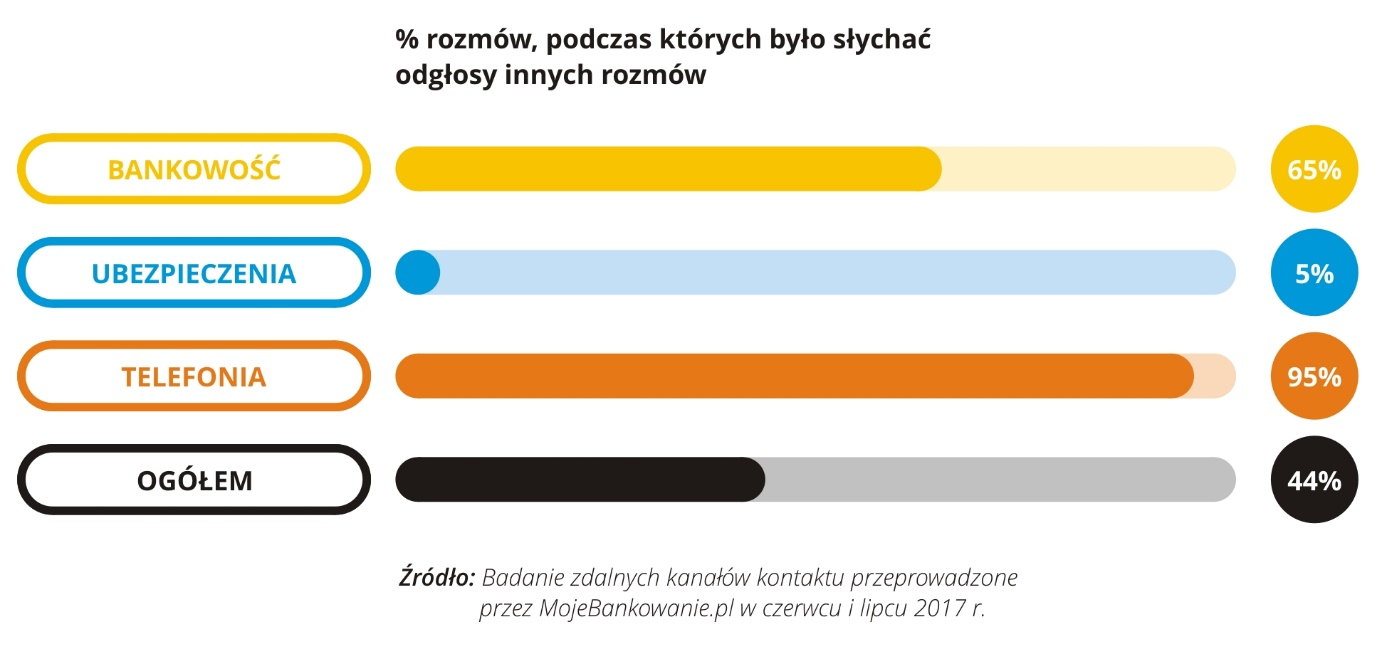 % rozmów, podczas których było słychać
odgłosy innych rozmów
BANKOWOŚĆ
65%
UBEZPIECZENIA
5%
TELEFONIA
95%
OGÓŁEM
44%
Źródło: Badanie zdalnych kanałów kontaktu przeprowadzone
przez MojeBankowanie.pl w czerwcu i lipcu 2017 r.